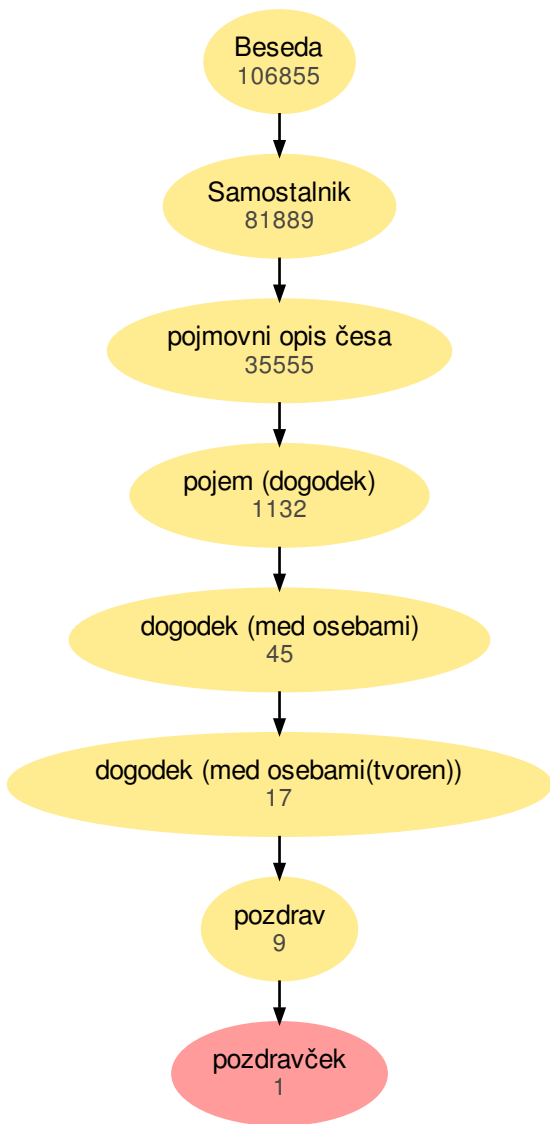 Beseda
106855
Samostalnik
81889
pojmovni opis česa
35555
pojem (dogodek)
1132
dogodek (med osebami)
45
dogodek (med osebami(tvoren))
17
pozdrav
9
pozdravček
1